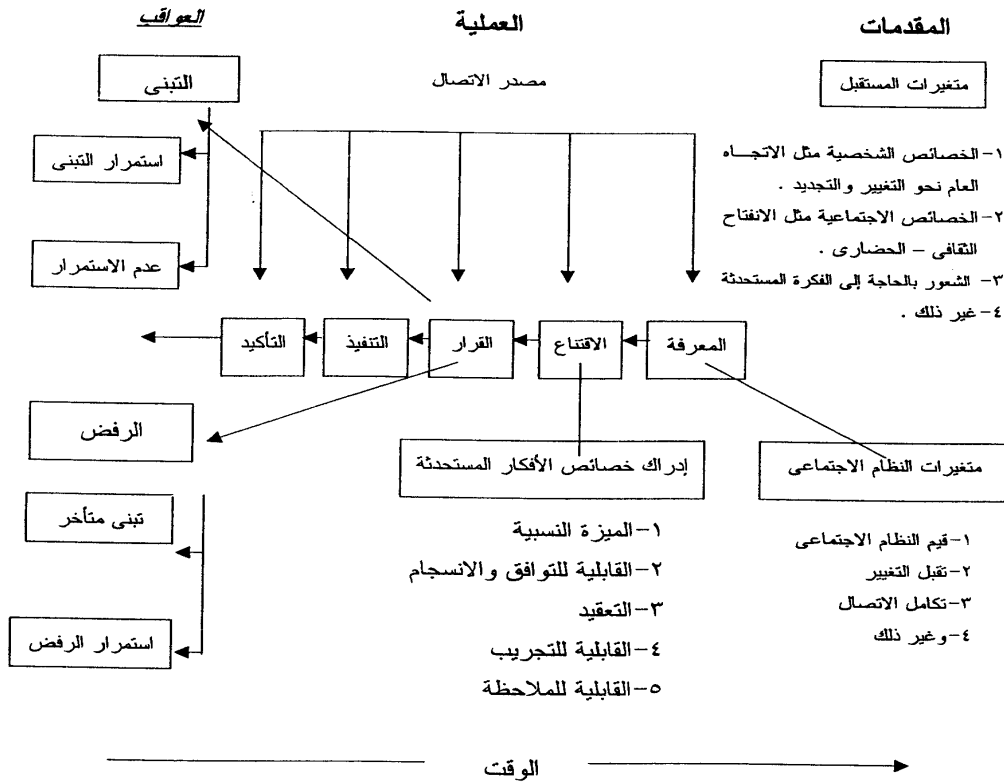 المقدمات
العملية
العواقب
متغيرات المستقبل
مصدر الاتصال
التبنى
١-الخصائص الشخصية مثل الاتجـــاه
العام نحو التغيير والتجديد .
٢-الخصائص الاجتماعية مثل الانفتاح
الثقافى – الحضارى .
٣- الشعور بالحاجة إلى الفكرة المستحدثة
٤- غير ذلك .
استمرار التبنى
عدم الاستمرار
المعرفة
الاقتناع
القرار
التنفيذ
التأكيد
الرفض
متغيرات النظام الاجتماعى
إدراك خصائص الأفكار المستحدثة
تبنى متأخر
استمرار الرفض
١-قيم النظام الاجتماعى
٢-تقبل التغيير
٣-تكامل الاتصال
٤-وغير ذلك
١-الميزة النسبية
٢-القابلية للتوافق والانسجام
٣-التعقيد
٤-القابلية للتجريب
٥-القابلية للملاحظة
الوقت